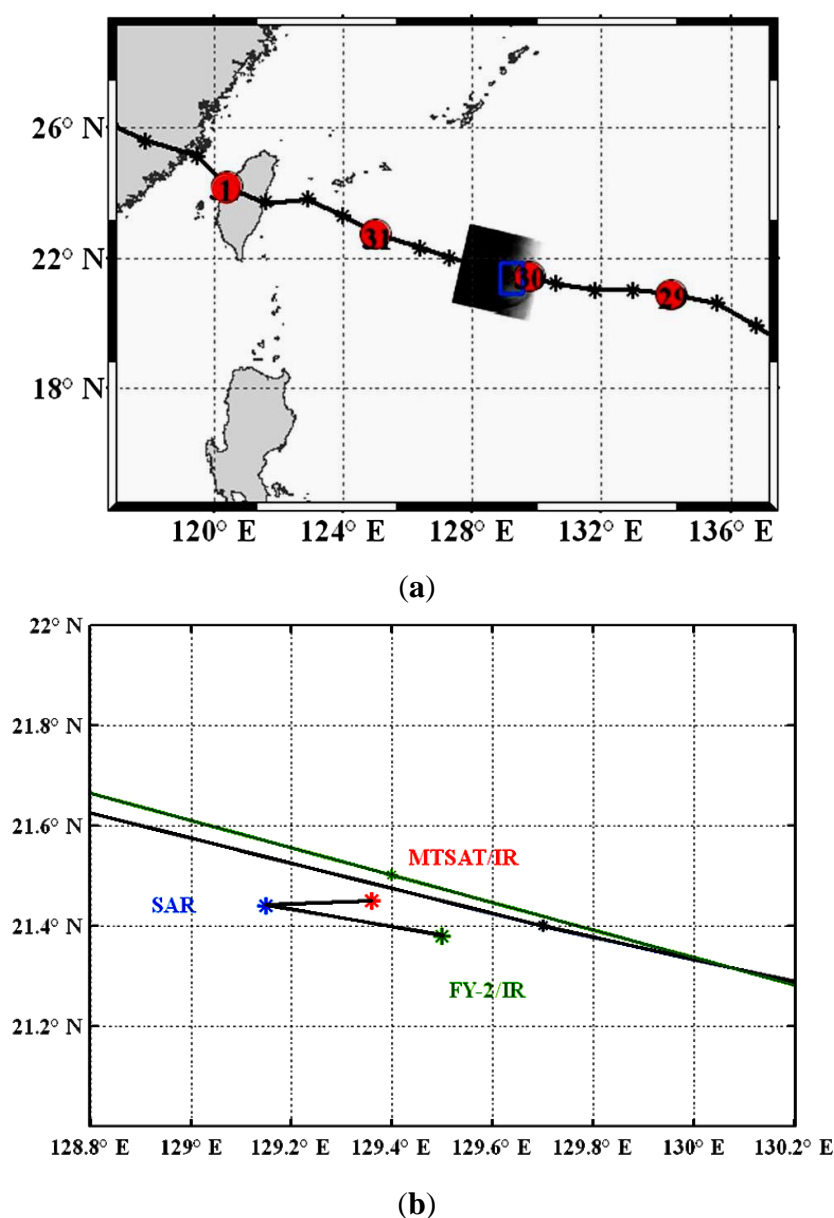 26° N
22° N
18° N
1
31
30
29
120° E 124° E 128° E 132° E 136° E
(a)
22° N
21.8° N
21.6° N
21.4° N
21.2° N
MTSAT/IR
SAR
FY-2/IR
128.8° E 129° E 129.2° E 129.4° E 129.6° E 129.8° E 130° E 130.2° E
(b)